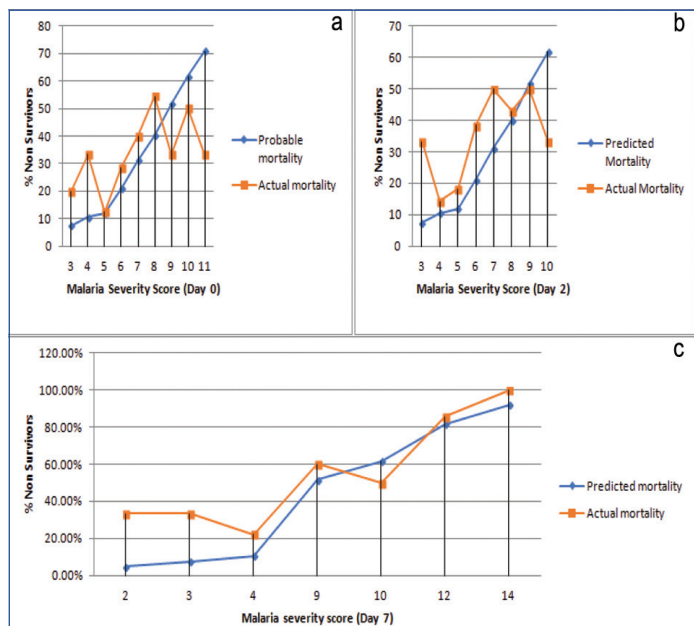 a
80
70
60
50
40
30
20
10
0
% Non Survivors
3 4 5 6 7 8 9 10 11
Malaria Severity Score (Day 0)
Probable
mortality
Actual mortality
b
70
60
50
40
30
20
10
0
% Non Survivors
3 4 5 6 7 8 9 10
Malaria Severity Score (Day 2)
Predicted
Mortality
Actual Mortality
c
120.00%
100.00%
80.00%
60.00%
40.00%
20.00%
0.00%
% Non Survivors
2 3 4 9 10 12 14
Malaria severity score (Day 7)
Predicted mortality
Actual mortality